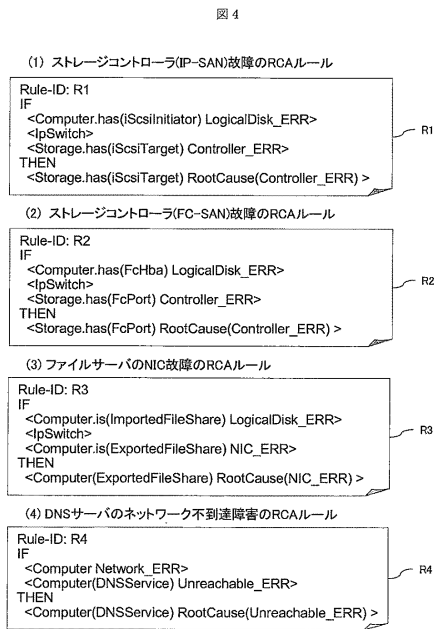 図4
(1) ストレージコントローラ(IP-SAN)故障のRCAルール
Rule-ID: R1
IF
<Computer.has(iScsiInitiator) LogicalDisk_ERR>
<IpSwitch>
<Storage.has(iScsiTarget) Controller_ERR>
THEN
<Storage.has(iScsiTarget) RootCause(Controller_ERR) >
R1
(2) ストレージコントローラ(FC-SAN)故障のRCAルール
Rule-ID: R2
IF
<Computer.has(FcHba) LogicalDisk_ERR>
<IpSwitch>
<Storage.has(FcPort) Controller_ERR>
THEN
<Storage.has(FcPort) RootCause(Controller_ERR) >
R2
(3) ファイルサーバのNIC故障のRCAルール
Rule-ID: R3
IF
<Computer.is(ImportedFileShare) LogicalDisk_ERR>
<IpSwitch>
<Computer.is(ExportedFileShare) NIC_ERR>
THEN
<Computer(ExportedFileShare) RootCause(NIC_ERR) >
R3
(4) DNSサーバのネットワーク不到達障害のRCAルール
Rule-ID: R4
IF
<Computer Network_ERR>
<Computer(DNSService) Unreachable_ERR>
THEN
<Computer(DNSService) RootCause(Unreachable_ERR) >
R4